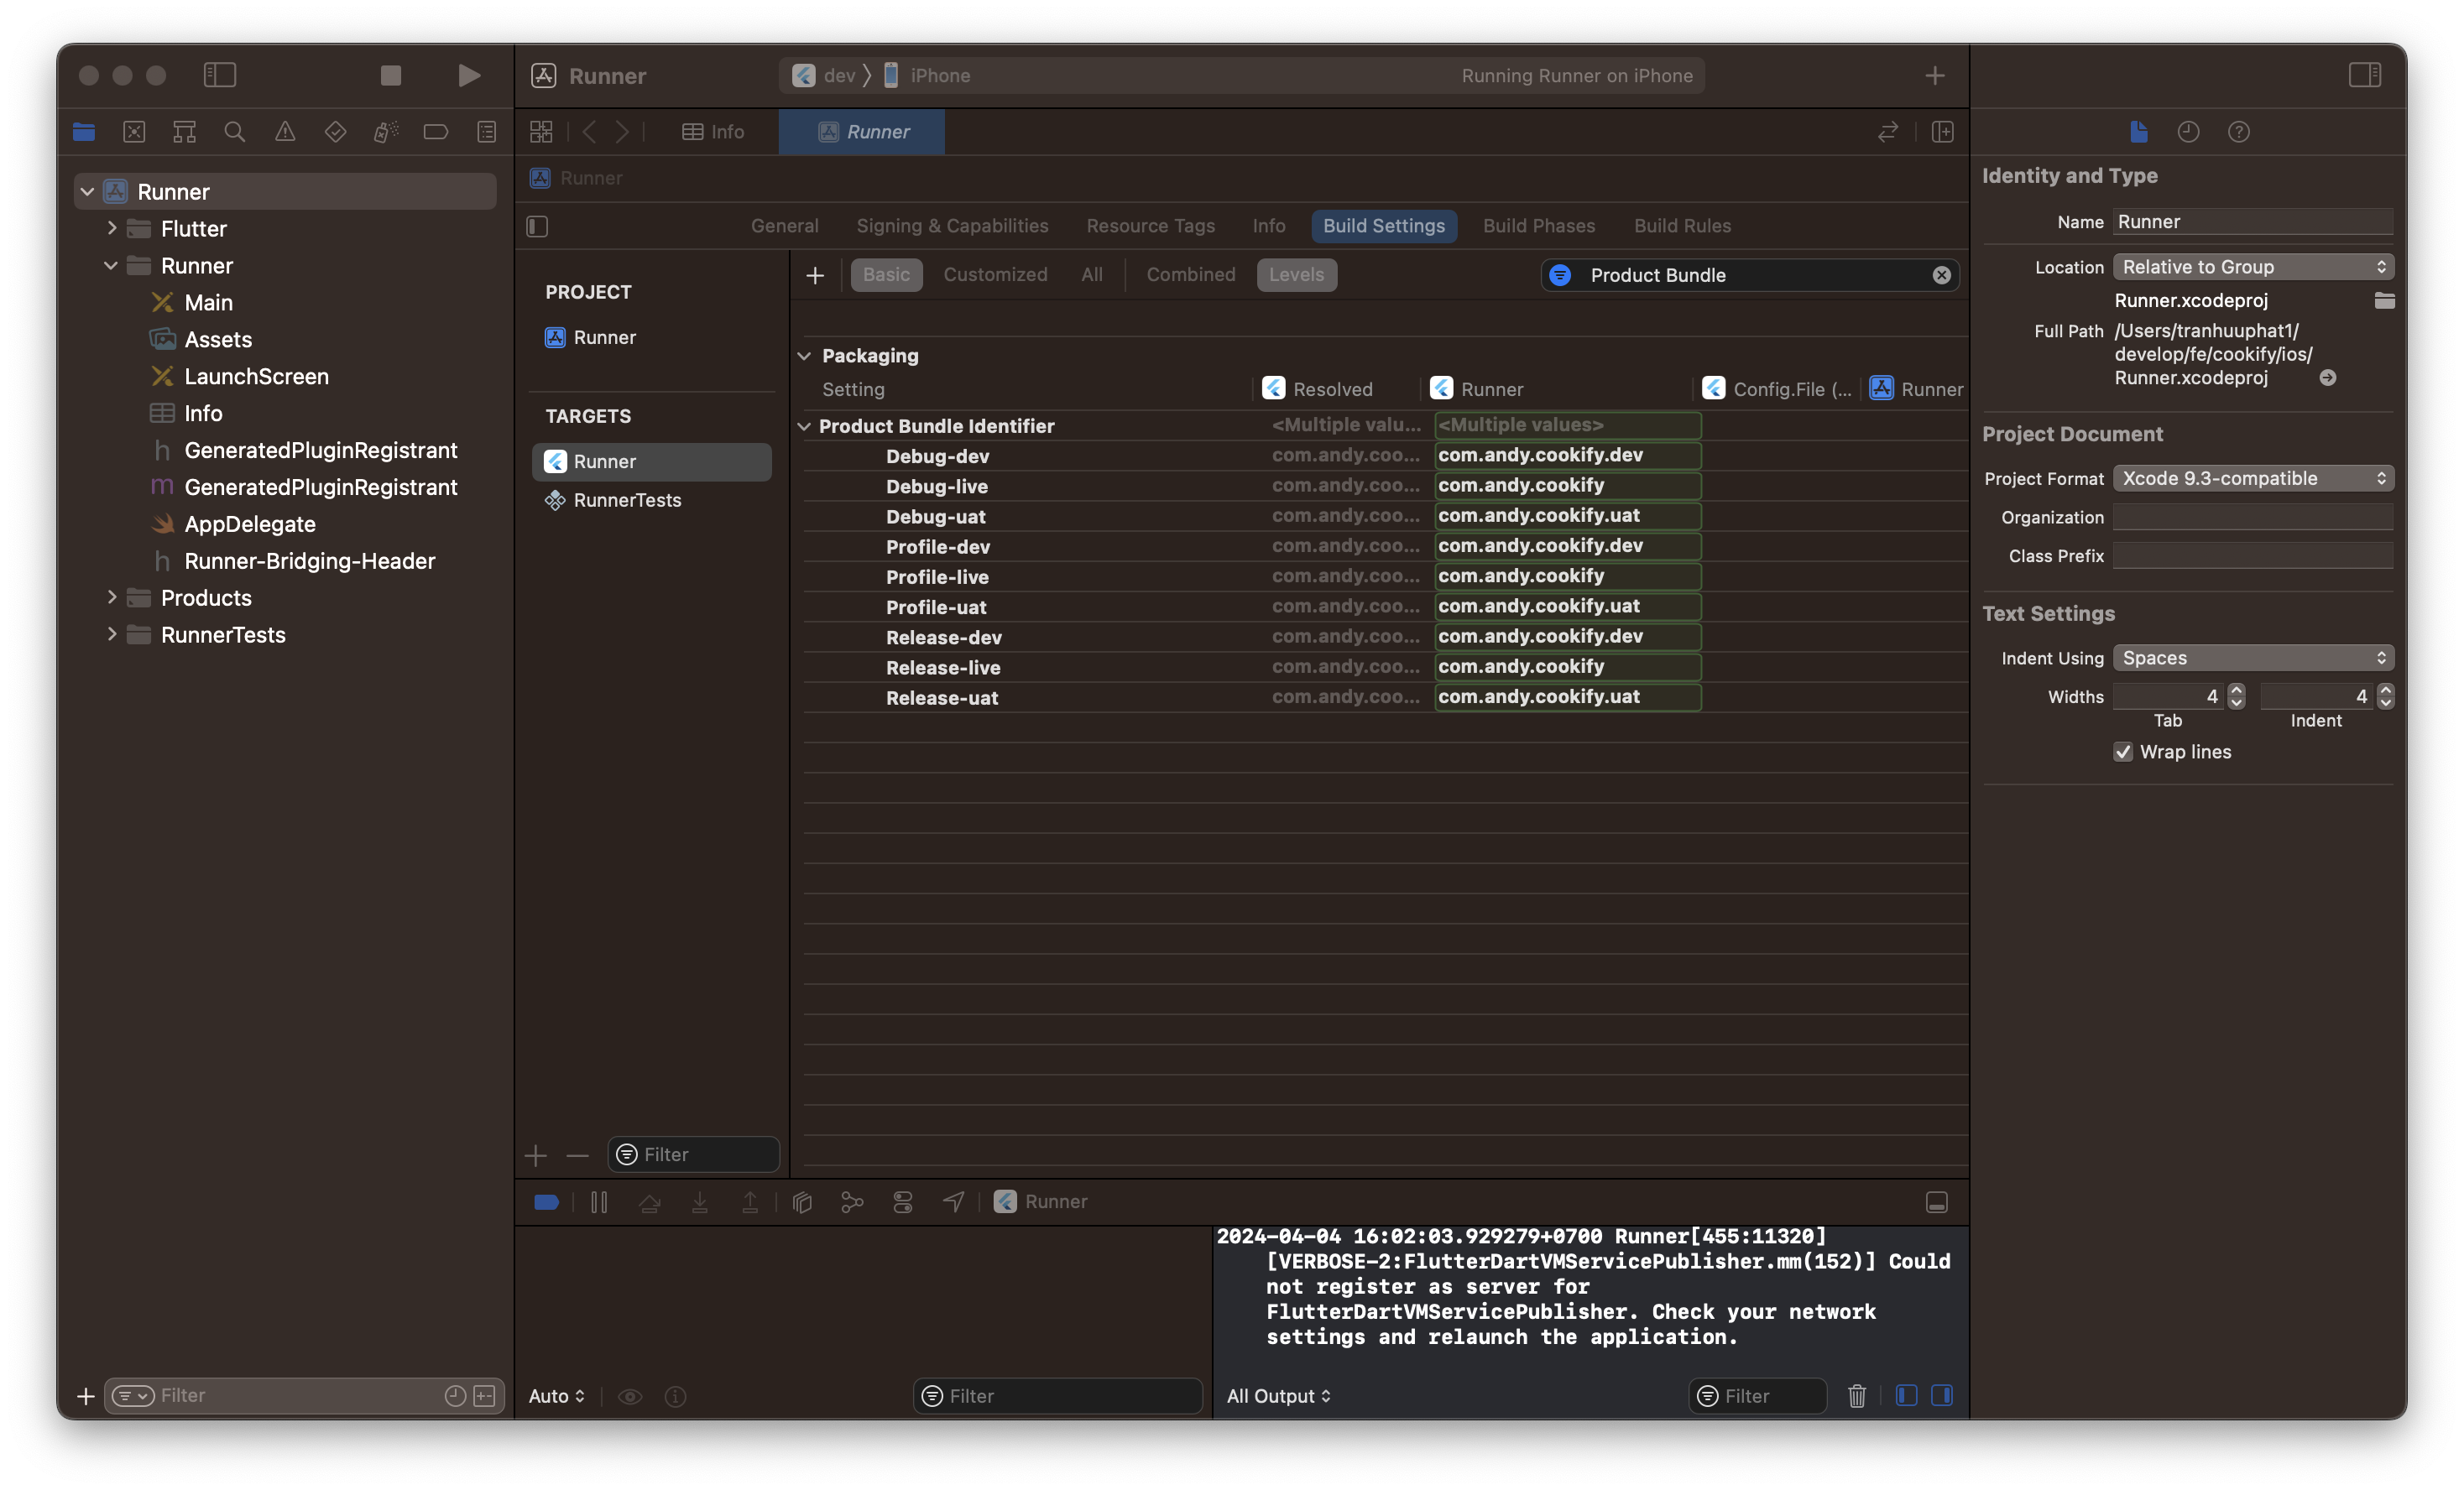 Runner
dev
iPhone
Running Runner on iPhone
Info
Runner
Runner
Flutter
Runner
Main
Assets
LaunchScreen
Info
GeneratedPluginRegistrant
GeneratedPluginRegistrant
AppDelegate
Runner-Bridging-Header
Products
RunnerTests
Filter
Runner
General
Signing & Capabilities
Resource Tags
Info
Build Settings
Build Phases
Build Rules
PROJECT
Runner
TARGETS
Runner
RunnerTests
Filter
Basic
Customized
All
Combined
Levels
Product Bundle
Packaging
Setting
Resolved
Runner
Config.File (...
Runner
Product Bundle Identifier <Multiple valu... <Multiple values>
Debug-dev com.andy.coo... com.andy.cookify.dev
Debug-live com.andy.coo... com.andy.cookify
Debug-uat com.andy.coo... com.andy.cookify.uat
Profile-dev com.andy.coo... com.andy.cookify.dev
Profile-live com.andy.coo... com.andy.cookify
Profile-uat com.andy.coo... com.andy.cookify.uat
Release-dev com.andy.coo... com.andy.cookify.dev
Release-live com.andy.coo... com.andy.cookify
Release-uat com.andy.coo... com.andy.cookify.uat
Runner
Auto
Filter
2024-04-04 16:02:03.929279+0700 Runner[455:11320]
[VERBOSE-2:FlutterDartVMServicePublisher.mm(152)] Could
not register as server for
FlutterDartVMServicePublisher. Check your network
settings and relaunch the application.
All Output
Filter
Identity and Type
Name Runner
Location Relative to Group
Runner.xcodeproj
Full Path /Users/tranhuuphat1/
develop/fe/cookify/ios/
Runner.xcodeproj
Project Document
Project Format Xcode 9.3-compatible
Organization
Class Prefix
Text Settings
Indent Using Spaces
Widths 4 4
Tab Indent
Wrap lines